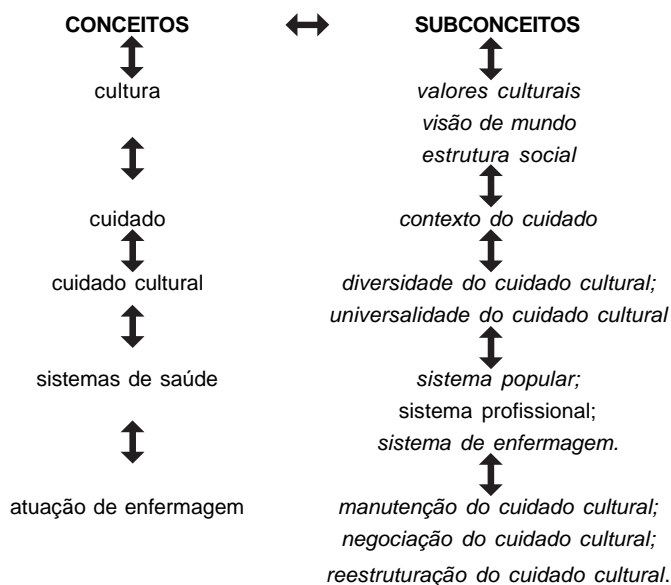 CONCEITOS SUBCONCEITOS
cultura valores culturais
visão de mundo
estrutura social
cuidado contexto do cuidado
cuidado cultural diversidade do cuidado cultural;
universalidade do cuidado cultural
sistemas de saúde sistema popular;
sistema profissional;
sistema de enfermagem.
atuação de enfermagem manutenção do cuidado cultural;
negociação do cuidado cultural;
reestruturação do cuidado cultural.